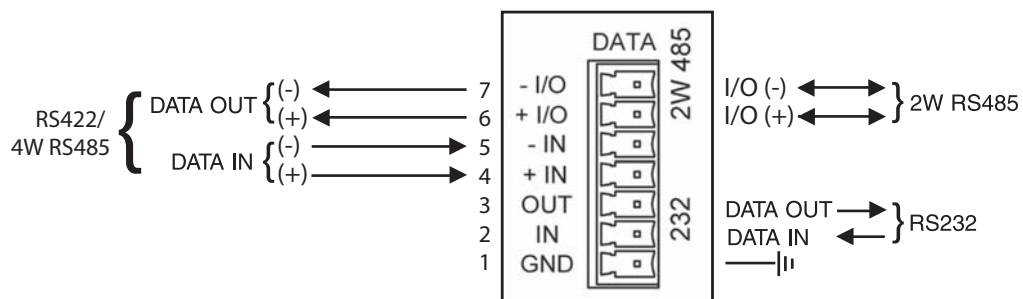 DATA
2W 485
232
RS422/
4W RS485
DATA OUT
(-)
(+)
DATA IN
(-)
(+)
7 - I/O
6 + I/O
5 - IN
4 + IN
3 OUT
2 IN
1 GND
I/O (-)
I/O (+)
2W RS485
DATA OUT
DATA IN
RS232